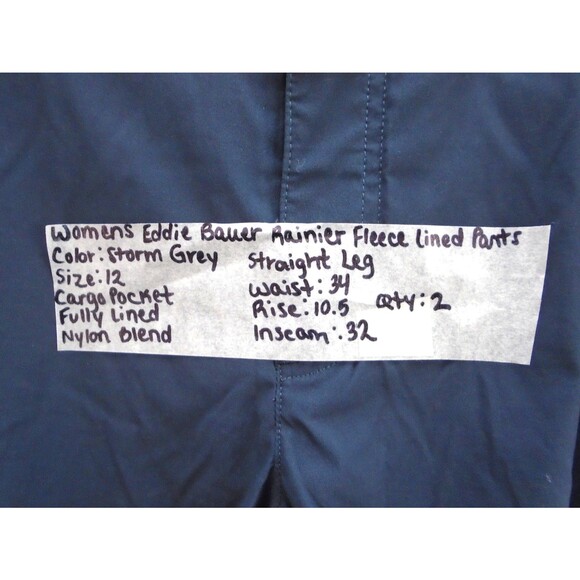 Womens Eddie Bauer Rainier Fleece Lined Pants
Color: Storm Grey
Size: 12
Cargo Pocket
Fully Lined
Nylon Blend
Straight Leg
Waist: 34
Rise: 10.5
Inseam: 32
Qty: 2